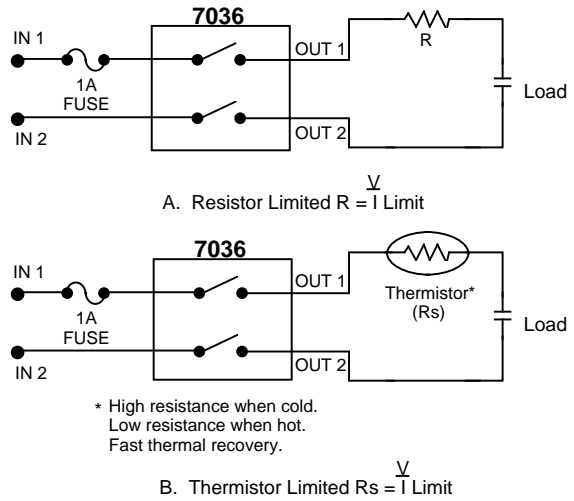 7036
IN 1
OUT 1
R
1A
FUSE
Load
IN 2
OUT 2
A. Resistor Limited R = V
I Limit
7036
IN 1
OUT 1
Thermistor*
(Rs)
1A
FUSE
Load
IN 2
OUT 2
* High resistance when cold.
Low resistance when hot.
Fast thermal recovery.
B. Thermistor Limited Rs = V
I Limit